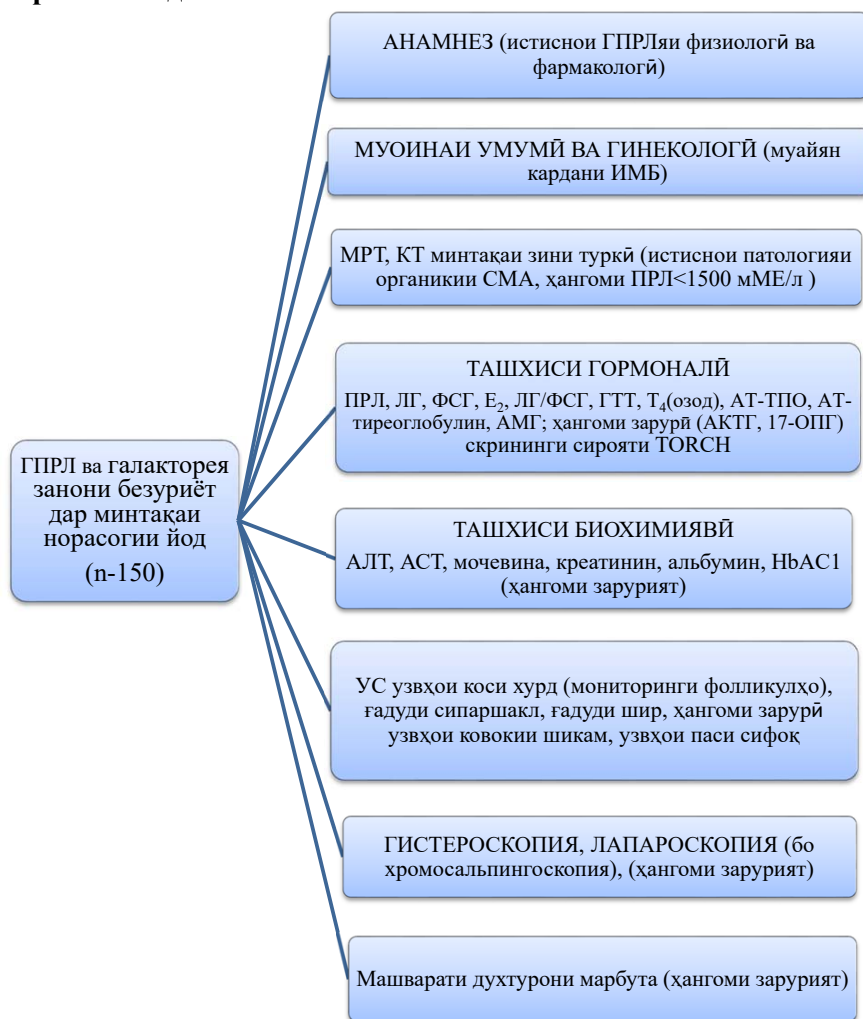 ГПРЛ ва галакторея
занони безуриёт
дар минтақаи
норасогии йод
(n-150)
АНАМНЕЗ (истиснои ГПРЛяи физиологӣ ва
фармакологӣ)
МУОИНАИ УМУМӢ ВА ГИНЕКОЛОГӢ (муайян
кардани ИМБ)
МРТ, КТ минтақаи зини туркӣ (истиснои патологияи
органикии СМА, ҳангоми ПРЛ<1500 мМЕ/л )
ТАШХИСИ ГОРМОНАЛӢ
ПРЛ, ЛГ, ФСГ, Е₂, ЛГ/ФСГ, ГТТ, Т₄(озод), АТ-ТПО, АТ-
тиреоглобулин, АМГ; ҳангоми зарурӣ (АКТГ, 17-ОПГ)
скрининги сирояти TORCH
ТАШХИСИ БИОХИМИЯВӢ
АЛТ, АСТ, мочевина, креатинин, альбумин, HbAC1
(ҳангоми зарурият)
УС узвҳои коси хурд (мониторинги фолликулҳо),
ғадуди сипаршакл, ғадуди шир, ҳангоми зарурӣ
узвҳои ковокии шикам, узвҳои паси сифоқ
ГИСТЕРОСКОПИЯ, ЛАПАРОСКОПИЯ (бо
хромосальпингоскопия), (ҳангоми зарурият)
Машварати духтурони марбута (ҳангоми зарурият)